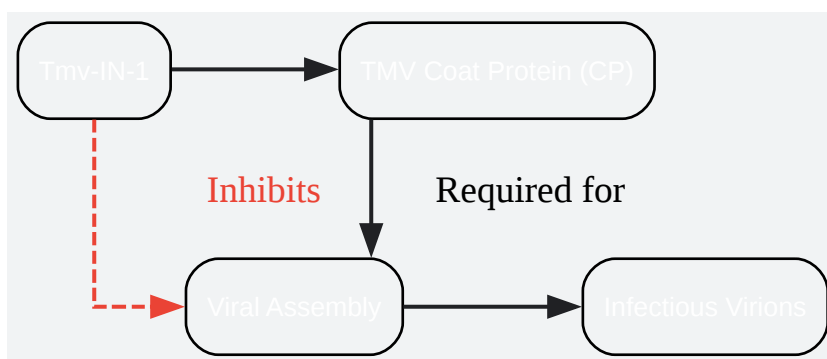 Tmv-IN-1
TMV Coat Protein (CP)
Inhibits
Required for
Viral Assembly
Infectious Virions